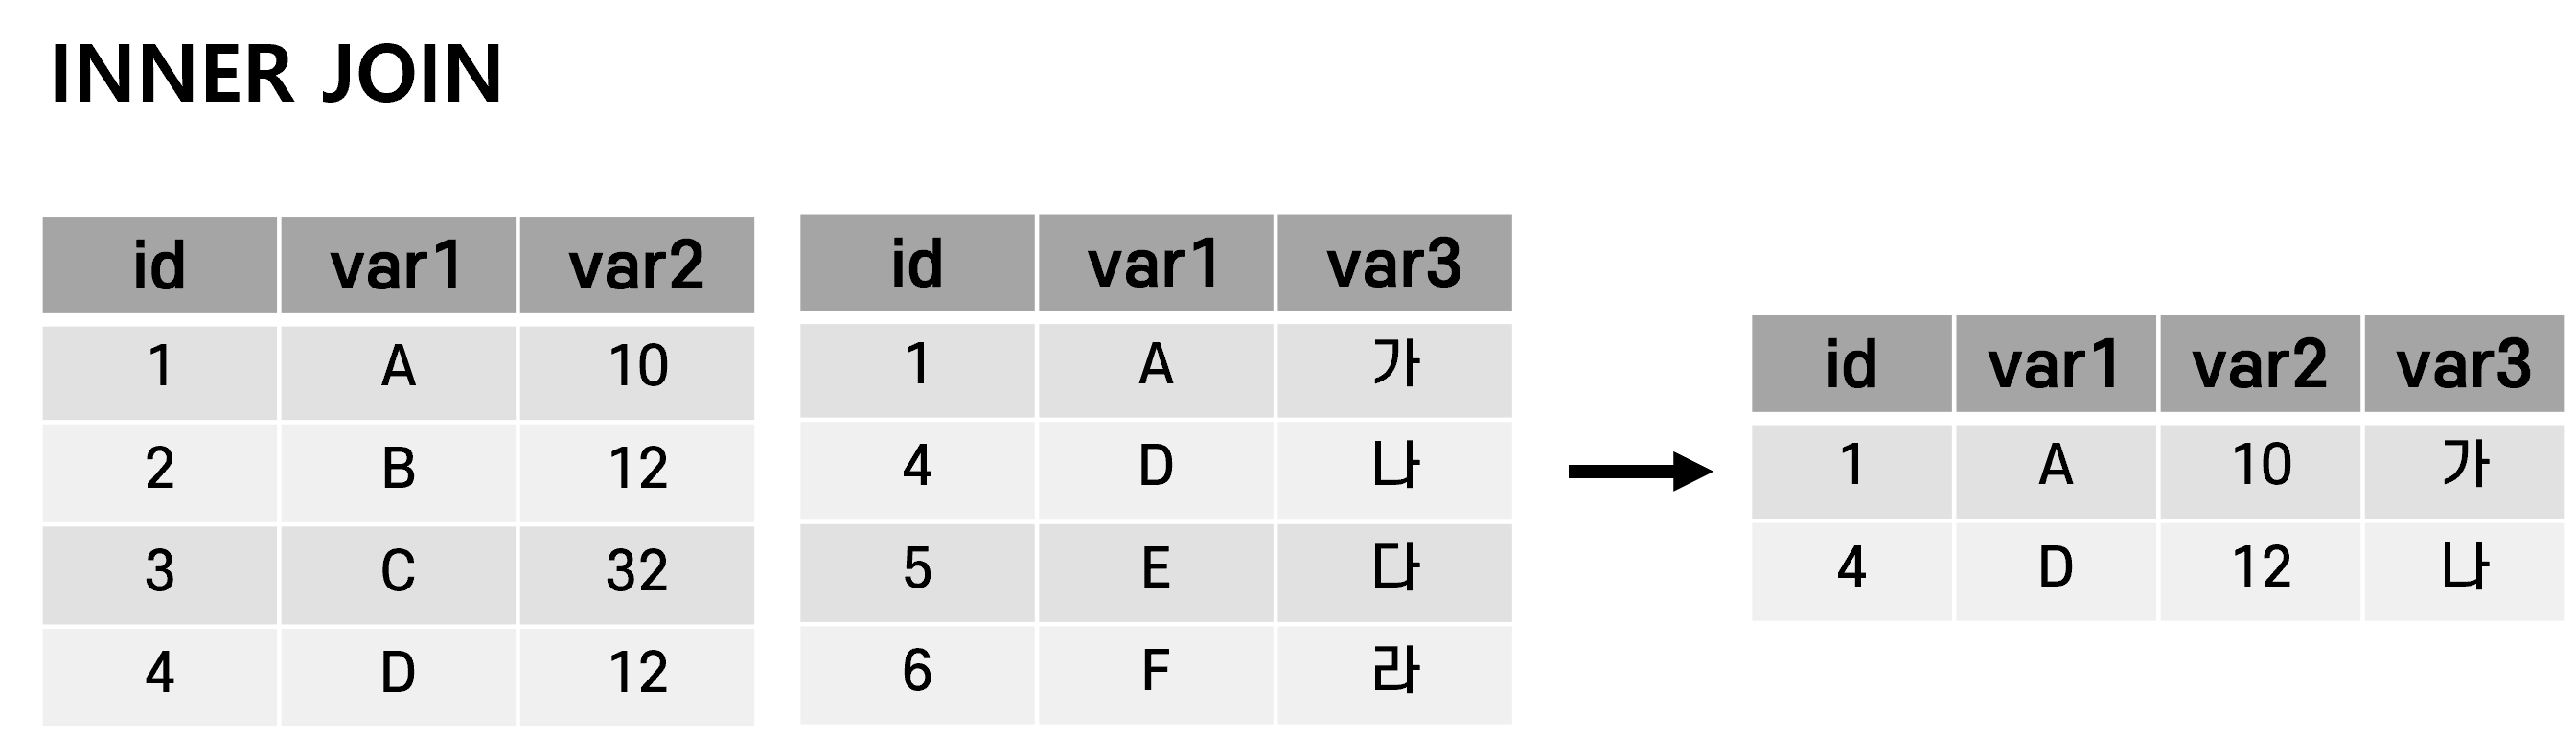 INNER JOIN
id var1 var2
1 A 10
2 B 12
3 C 32
4 D 12
id var1 var3
1 A 가
4 D 나
5 E 다
6 F 라
id var1 var2 var3
1 A 10 가
4 D 12 나